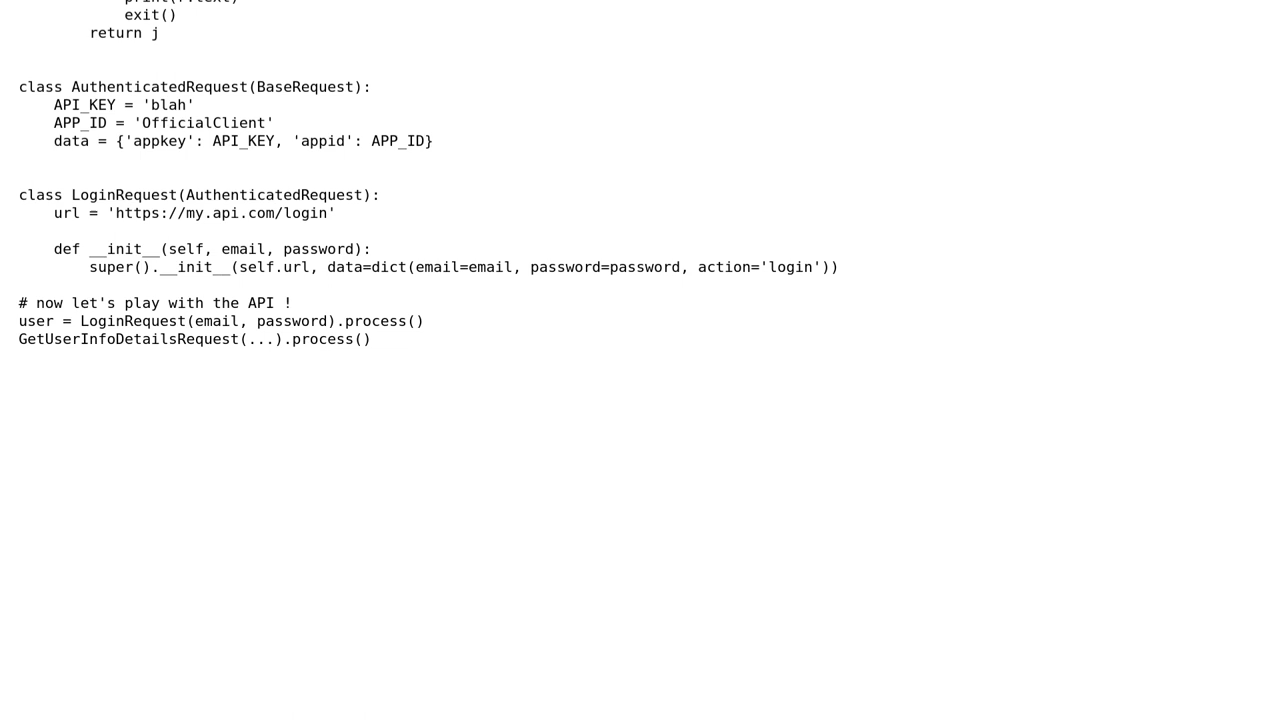 print(r.text)
exit()
return j
class AuthenticatedRequest(BaseRequest):
API_KEY = 'blah'
APP_ID = 'OfficialClient'
data = {'appkey': API_KEY, 'appid': APP_ID}
class LoginRequest(AuthenticatedRequest):
url = 'https://my.api.com/login'
def __init__(self, email, password):
super().__init__(self.url, data=dict(email=email, password=password, action='login'))
# now let's play with the API !
user = LoginRequest(email, password).process()
GetUserInfoDetailsRequest(...).process()